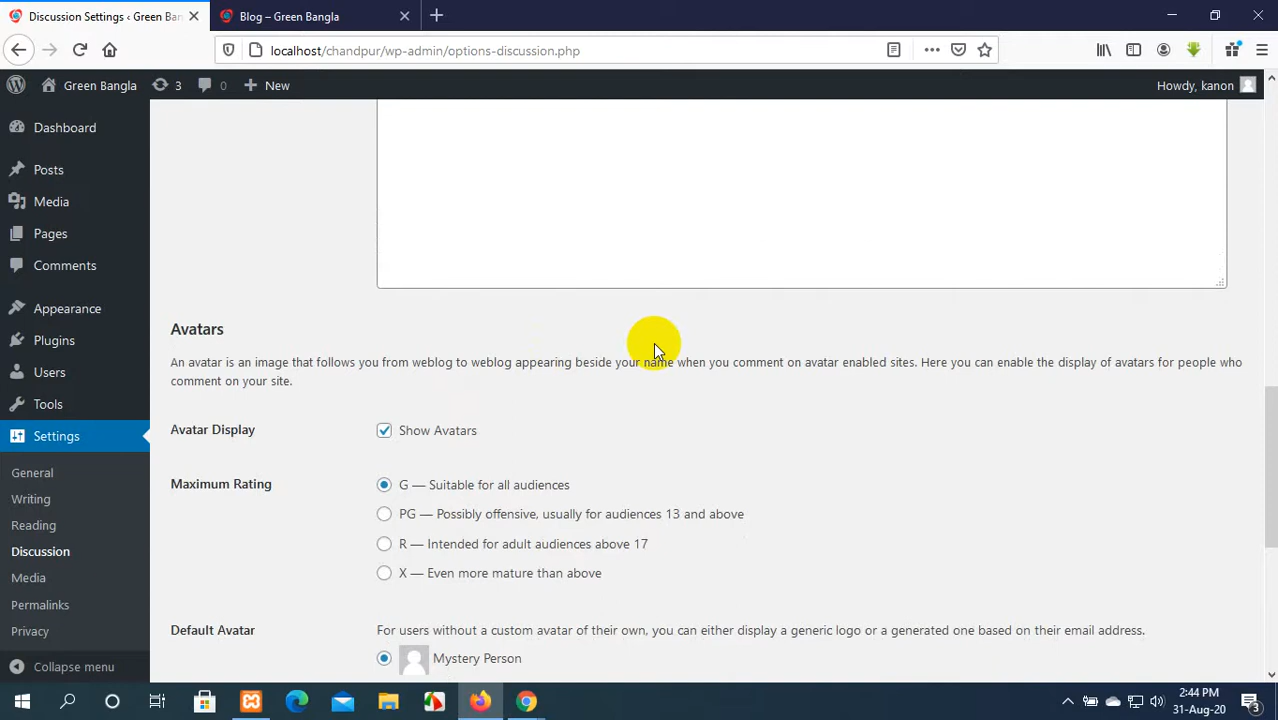 Discussion Settings ‹ Green Ban
Blog – Green Bangla
localhost/chandpur/wp-admin/options-discussion.php
Green Bangla
3
0
New
Howdy, kanon
Dashboard
Posts
Media
Pages
Comments
Appearance
Plugins
Users
Tools
Settings
General
Writing
Reading
Discussion
Media
Permalinks
Privacy
Collapse menu
Avatars
An avatar is an image that follows you from weblog to weblog appearing beside your name when you comment on avatar enabled sites. Here you can enable the display of avatars for people who
comment on your site.
Avatar Display
Show Avatars
Maximum Rating
G — Suitable for all audiences
PG — Possibly offensive, usually for audiences 13 and above
R — Intended for adult audiences above 17
X — Even more mature than above
Default Avatar
For users without a custom avatar of their own, you can either display a generic logo or a generated one based on their email address.
Mystery Person
2:44 PM
31-Aug-20
3